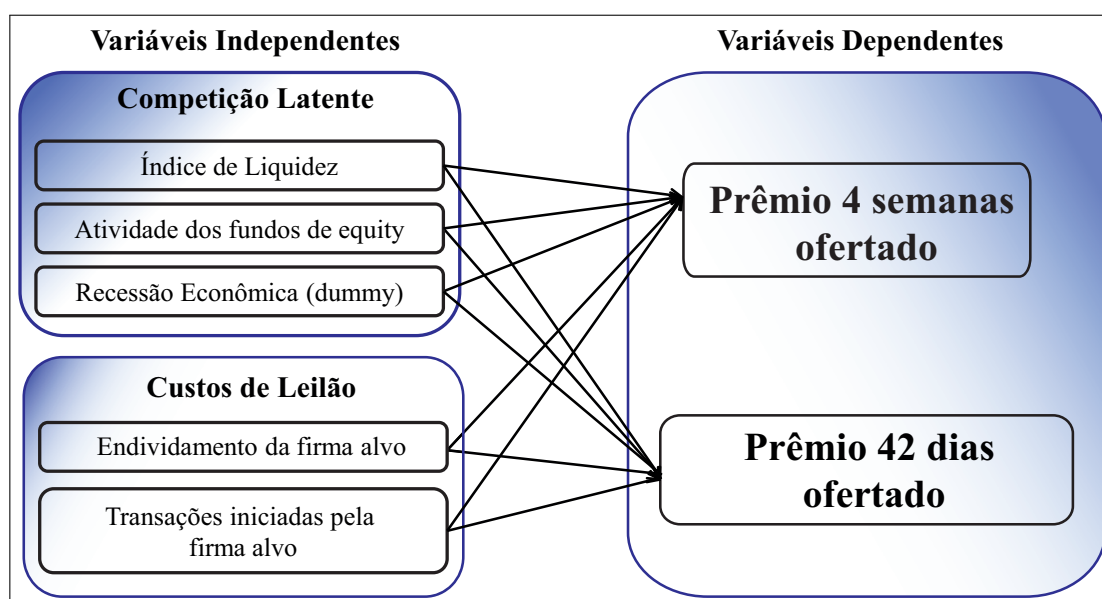 Variáveis Independentes
Competição Latente
Índice de Liquidez
Atividade dos fundos de equity
Recessão Econômica (dummy)
Custos de Leilão
Endividamento da firma alvo
Transações iniciadas pela
firma alvo
Variáveis Dependentes
Prêmio 4 semanas
ofertado
Prêmio 42 dias
ofertado